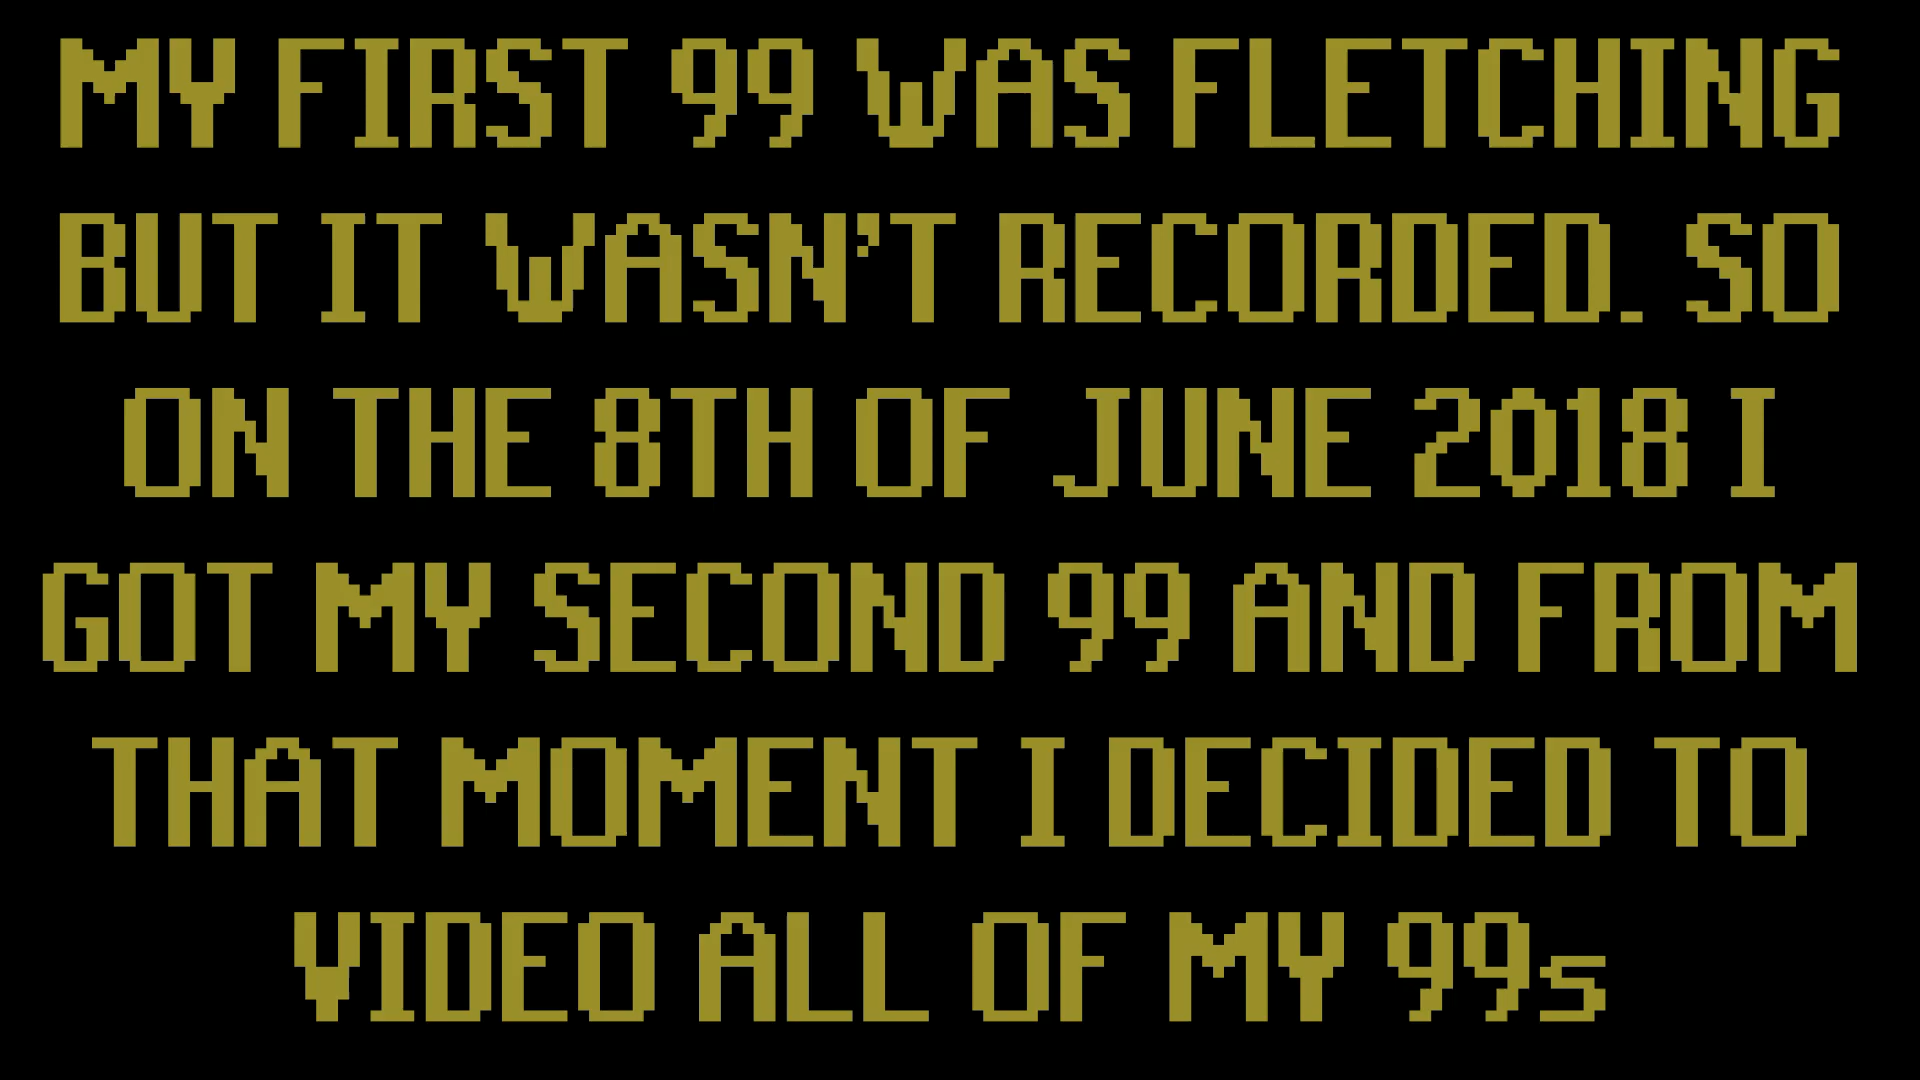 MY FIRST 99 WAS FLETCHING
BUT IT WASN'T RECORDED. SO
ON THE 8TH OF JUNE 2018 I
GOT MY SECOND 99 AND FROM
THAT MOMENT I DECIDED TO
VIDEO ALL OF MY 99s